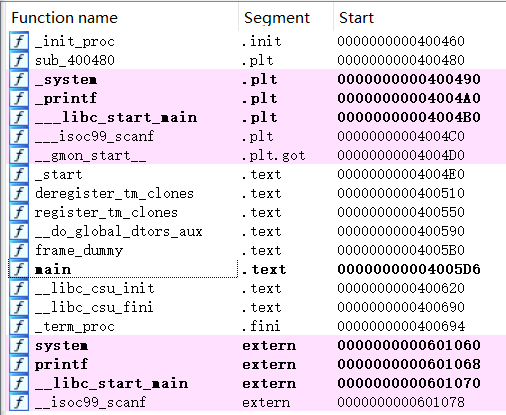 Function name Segment Start
f _init_proc .init 0000000000400460
f sub_400480 .plt 0000000000400480
f _system .plt 0000000000400490
f _printf .plt 00000000004004A0
f ___libc_start_main .plt 00000000004004B0
f ___isoc99_scanf .plt 00000000004004C0
f __gmon_start__ .plt.got 00000000004004D0
f _start .text 00000000004004E0
f deregister_tm_clones .text 0000000000400510
f register_tm_clones .text 0000000000400550
f __do_global_dtors_aux .text 0000000000400590
f frame_dummy .text 00000000004005B0
f main .text 00000000004005D6
f __libc_csu_init .text 0000000000400620
f __libc_csu_fini .text 0000000000400690
f _term_proc .fini 0000000000400694
f system extern 0000000000601060
f printf extern 0000000000601068
f __libc_start_main extern 0000000000601070
f __isoc99_scanf extern 0000000000601078